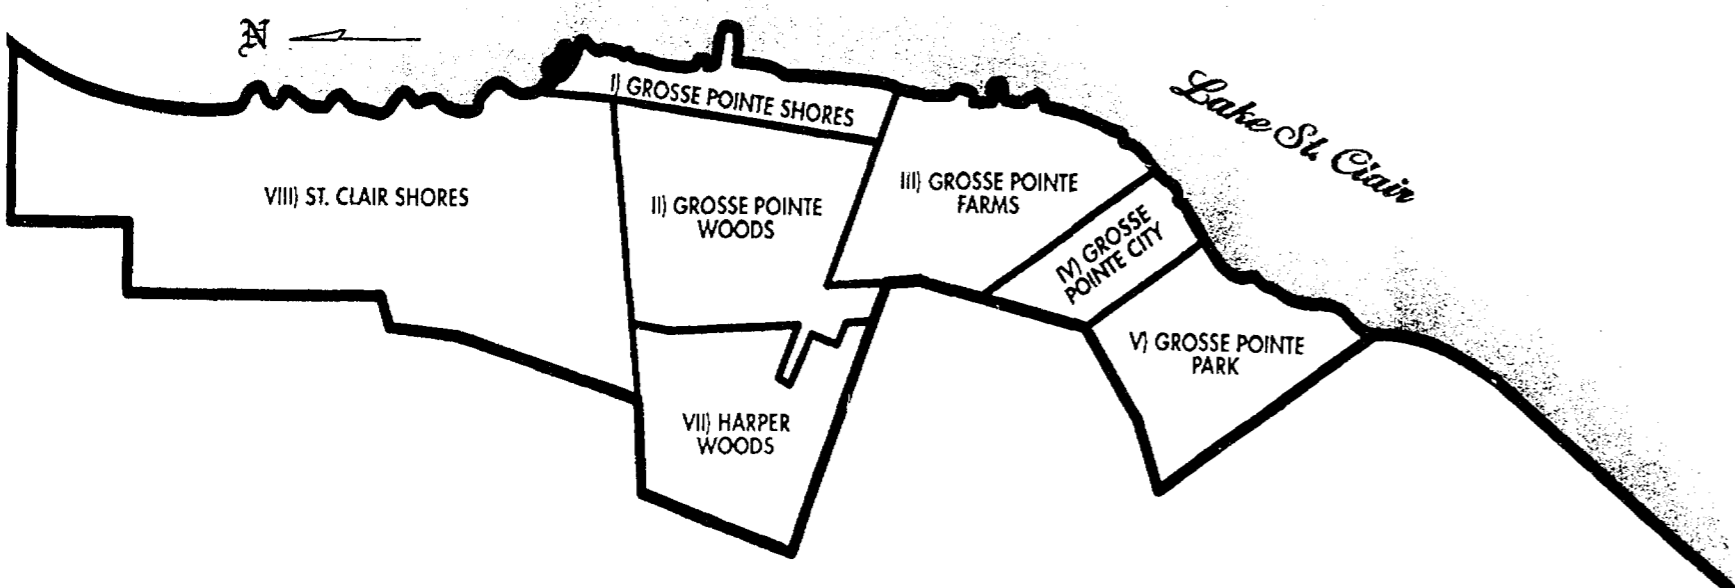 N
I) GROSSE POINTE SHORES
Lake St. Clair
VIII) ST. CLAIR SHORES
II) GROSSE POINTE
WOODS
III) GROSSE POINTE
FARMS
IV) GROSSE
POINTE CITY
V) GROSSE POINTE
PARK
VII) HARPER
WOODS